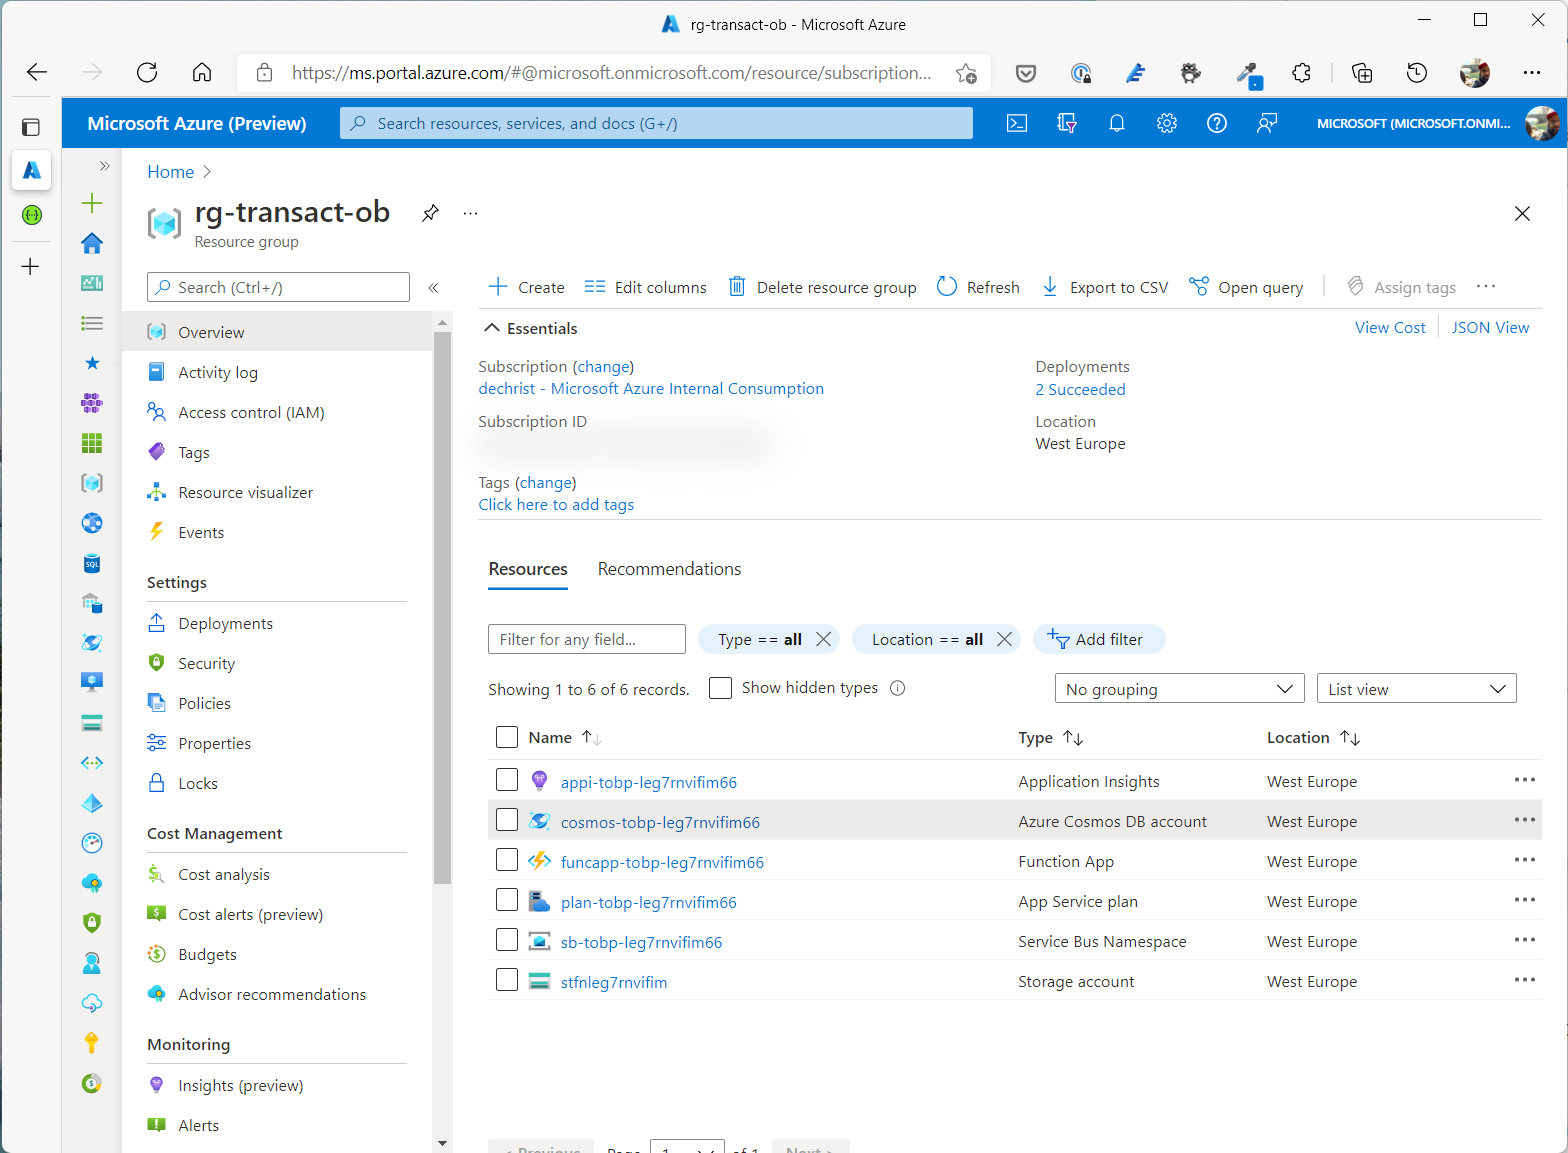 rg-transact-ob - Microsoft Azure
https://ms.portal.azure.com/#@microsoft.onmicrosoft.com/resource/subscription...
Microsoft Azure (Preview)
Search resources, services, and docs (G+/)
MICROSOFT (MICROSOFT.ONMI...
Home
rg-transact-ob
Resource group
Search (Ctrl+/)
Overview
Activity log
Access control (IAM)
Tags
Resource visualizer
Events
Settings
Deployments
Security
Policies
Properties
Locks
Cost Management
Cost analysis
Cost alerts (preview)
Budgets
Advisor recommendations
Monitoring
Insights (preview)
Alerts
Create Edit columns Delete resource group Refresh Export to CSV Open query Assign tags
Essentials
View Cost JSON View
Subscription (change)
dechrist - Microsoft Azure Internal Consumption
Subscription ID
Deployments
2 Succeeded
Location
West Europe
Tags (change)
Click here to add tags
Resources Recommendations
Filter for any field... Type == all Location == all Add filter
Showing 1 to 6 of 6 records. Show hidden types No grouping List view
Name Type Location
appi-tobp-leg7rnvifim66 Application Insights West Europe
cosmos-tobp-leg7rnvifim66 Azure Cosmos DB account West Europe
funcapp-tobp-leg7rnvifim66 Function App West Europe
plan-tobp-leg7rnvifim66 App Service plan West Europe
sb-tobp-leg7rnvifim66 Service Bus Namespace West Europe
stfnleg7rnvifim Storage account West Europe
< Previous Page 1 of 1 Next >